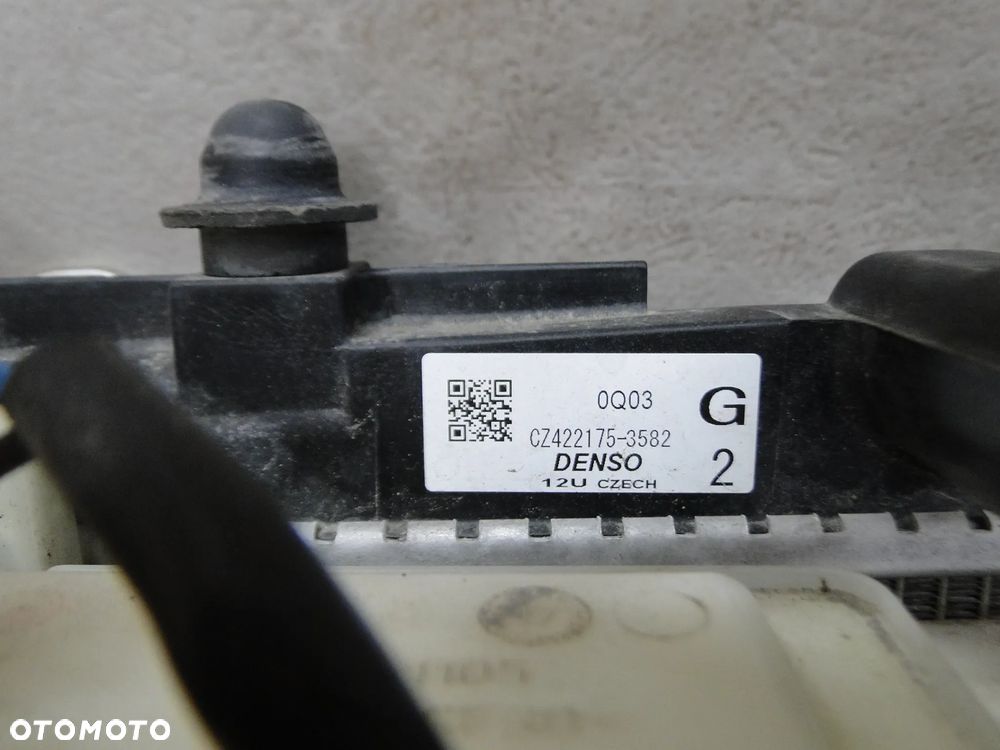 0Q03
G
CZ422175-3582
DENSO
2
12U CZECH
OTOMOTO